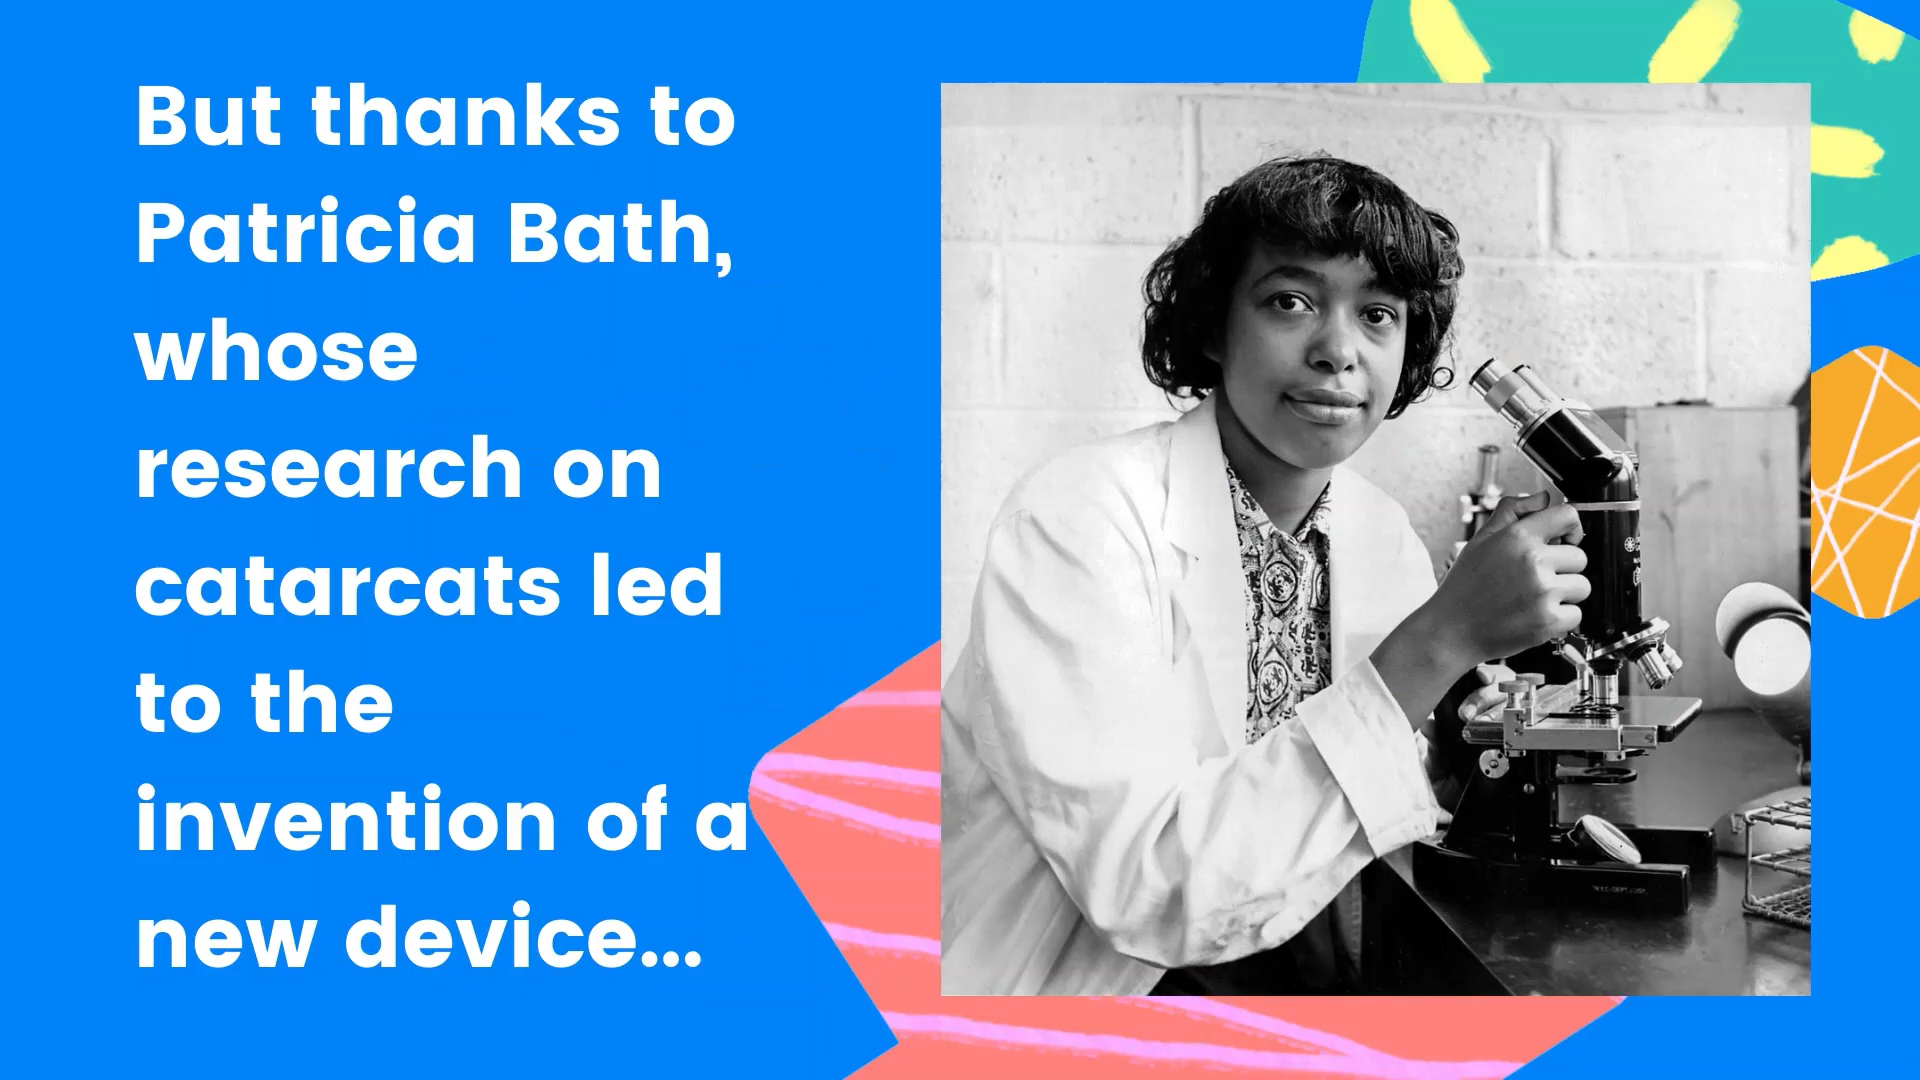 But thanks to
Patricia Bath,
whose
research on
catarcats led
to the
invention of a
new device...